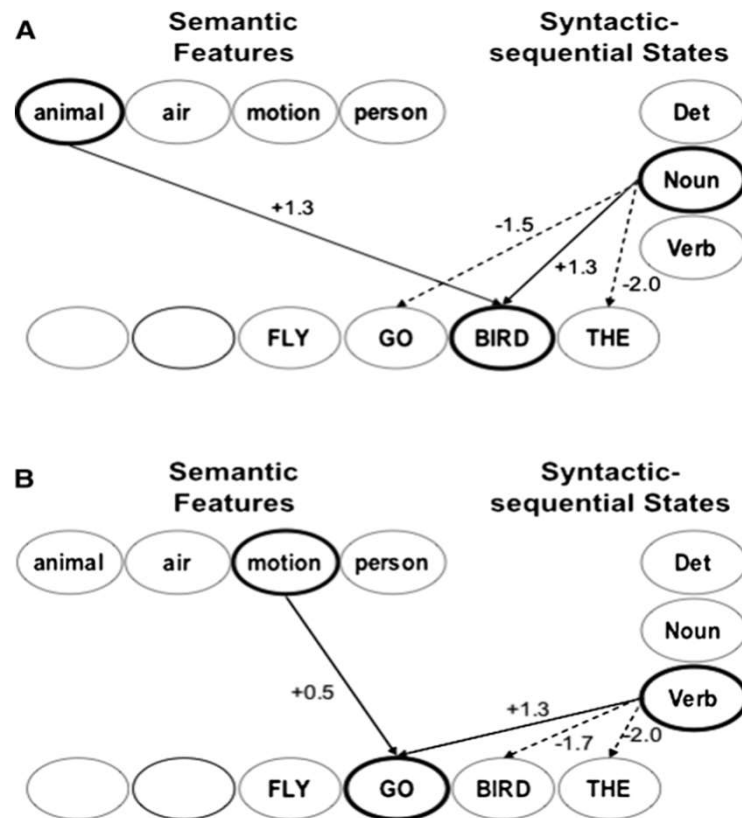 A
Semantic Features
Syntactic-sequential States
animal air motion person
Det
Noun
Verb
+1.3
-1.5
+1.3
-2.0
FLY GO BIRD THE
B
Semantic Features
Syntactic-sequential States
animal air motion person
Det
Noun
Verb
+0.5
+1.3
-1.7
-2.0
FLY GO BIRD THE